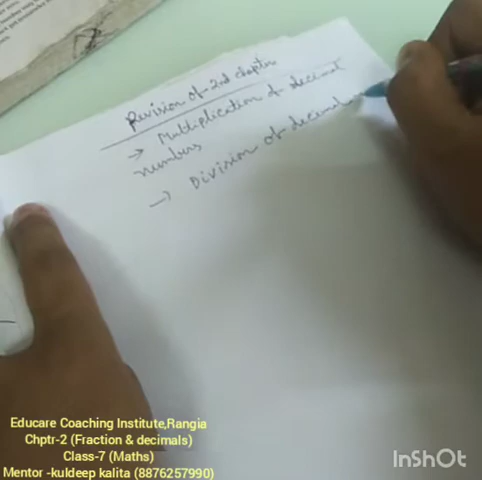 Revision of 2nd chapter
→ Multiplication of decimal
numbers
→ Division of decimal
Educare Coaching Institute,Rangia
Chptr-2 (Fraction & decimals)
Class-7 (Maths)
Mentor -kuldeep kalita (8876257990)
InShOt